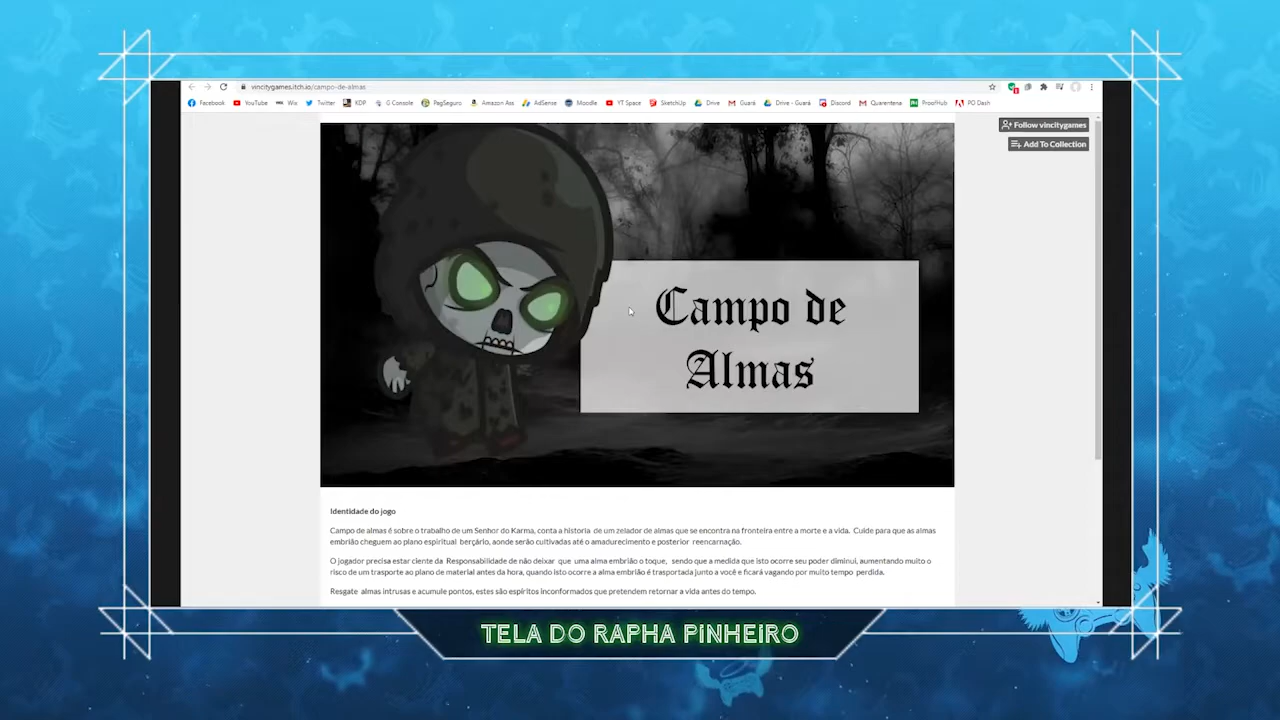 vincitygames.itch.io/campo-de-almas
Facebook YouTube Wix Twitter KDP G Console PagSeguro Amazon Ass AdSense Moodle YT Space SketchUp Drive Guará Drive - Guará Discord Quarentena ProofHub PO Dash
Follow vincitygames
Add To Collection
Campo de
Almas
Identidade do jogo
Campo de almas é sobre o trabalho de um Senhor do Karma, conta a historia de um zelador de almas que se encontra na fronteira entre a morte e a vida. Cuide para que as almas
embrião cheguem ao plano espiritual berçário, aonde serão cultivadas até o amadurecimento e posterior reencarnação.
O jogador precisa estar ciente da Responsabilidade de não deixar que uma alma embrião o toque, sendo que a medida que isto ocorre seu poder diminui, aumentando muito o
risco de um trasporte ao plano de material antes da hora, quando isto ocorre a alma embrião é trasportada junto a você e ficará vagando por muito tempo perdida.
Resgate almas intrusas e acumule pontos, estes são espíritos inconformados que pretendem retornar a vida antes do tempo.
TELA DO RAPHA PINHEIRO